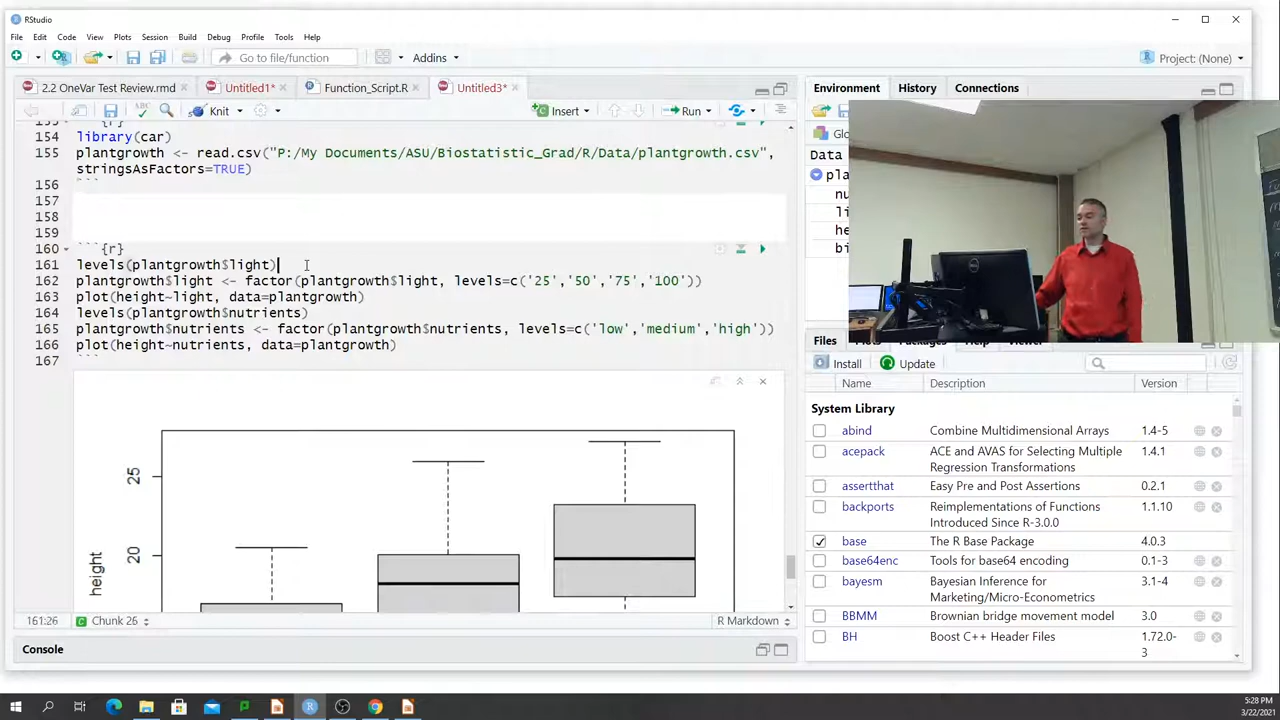 RStudio
File Edit Code View Plots Session Build Debug Profile Tools Help
Go to file/function Addins Project: (None)
2.2 OneVar Test Review.rmd Untitled1* Function_Script.R Untitled3*
Knit Insert Run
154 library(car)
155 plantgrowth <- read.csv("P:/My Documents/ASU/Biostatistic_Grad/R/Data/plantgrowth.csv",
stringsAsFactors=TRUE)
156 ```
157
158
159
160 ```{r}
161 levels(plantgrowth$light)
162 plantgrowth$light <- factor(plantgrowth$light, levels=c('25','50','75','100'))
163 plot(height~light, data=plantgrowth)
164 levels(plantgrowth$nutrients)
165 plantgrowth$nutrients <- factor(plantgrowth$nutrients, levels=c('low','medium','high'))
166 plot(height~nutrients, data=plantgrowth)
167 ```
25
20
height
161:26 Chunk 26 R Markdown
Console
Environment History Connections
Data
Files
Install Update
Name Description Version
System Library
abind Combine Multidimensional Arrays 1.4-5
acepack ACE and AVAS for Selecting Multiple Regression Transformations 1.4.1
assertthat Easy Pre and Post Assertions 0.2.1
backports Reimplementations of Functions Introduced Since R-3.0.0 1.1.10
base The R Base Package 4.0.3
base64enc Tools for base64 encoding 0.1-3
bayesm Bayesian Inference for Marketing/Micro-Econometrics 3.1-4
BBMM Brownian bridge movement model 3.0
BH Boost C++ Header Files 1.72.0-3
5:28 PM
3/22/2021